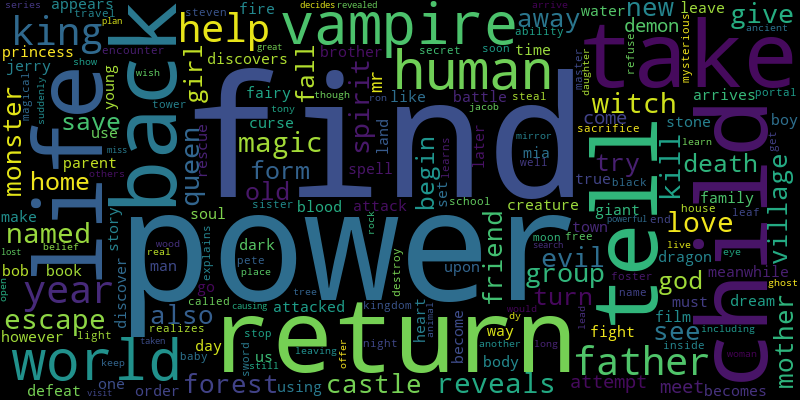 series
plan
decides
revealed
arrive
ancient
travel
appears
steven
fire
vampire
away
water
new
leave
give
king
help
ability
time
demon
mysterious
princess
encounter
girl
discovers
secret
soon
daughter
jerry
show
wish
great
human
take
refuse
magical
suddenly
young
fall
brother
mr
though
ron
like
battle
steal
master
arrives
portal
monster
save
tower
fairy
jacob
witch
boy
life
back
use
miss
curse
tony
spirit
land
find
come
sacrifice
stone
learn
get
others
parent
queen
rescue
magic
spell
later
begin
learns
mirror
well
mia
try
kill
death
home
form
set
true
black
tell
child
family
make
old
sister
school
creature
giant
house
leaf
named
story
soul
blood
attack
powerful
end
love
village
lost
belief
wood
real
explains
dark
power
rock
friend
moon
free
town
live
eye
dragon
bob
book
discover
man
pete
place
destroy
upon
search
evil
god
meanwhile
ghost
year
go
tree
group
foster
name
must
dream
open
also
called
causing
attacked
kingdom
heart
animal
return
would
dy
turn
film
escape
realizes
become
lead
see
including
however
light
day
stop
sword
still
us
night
offer
way
another
long
fight
inside
mother
world
taken
baby
leaving
body
father
woman
keep
forest
using
castle
reveals
attempt
meet
becomes
defeat
one
visit
order